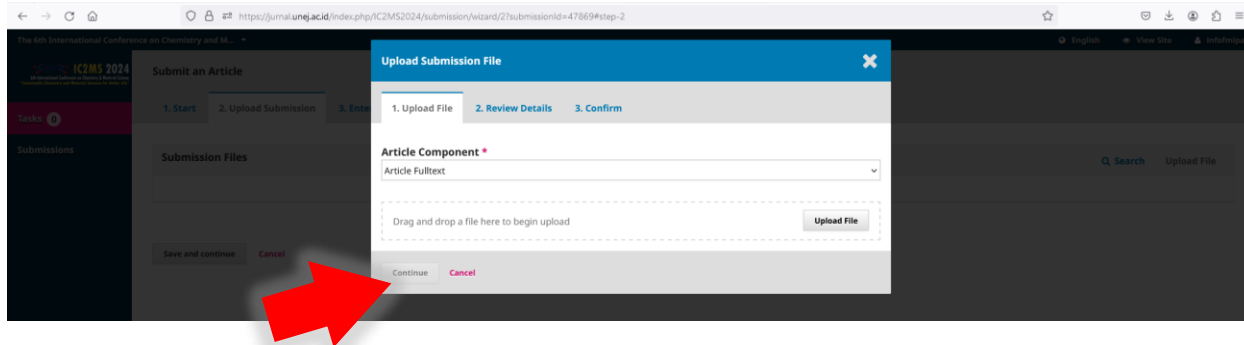 https://jurnal.unej.ac.id/index.php/IC2MS2024/submission/wizard/2?submissionId=47869#step-2
The 6th International Conference on Chemistry and M...
English View Site
IC2MS 2024
Submit an Article
Upload Submission File
1. Start 2. Upload Submission 3. Ente
1. Upload File 2. Review Details 3. Confirm
Tasks 0
Submissions
Submission Files
Search Upload File
Article Component *
Article Fulltext
Drag and drop a file here to begin upload
Upload File
Save and continue Cancel
Continue Cancel